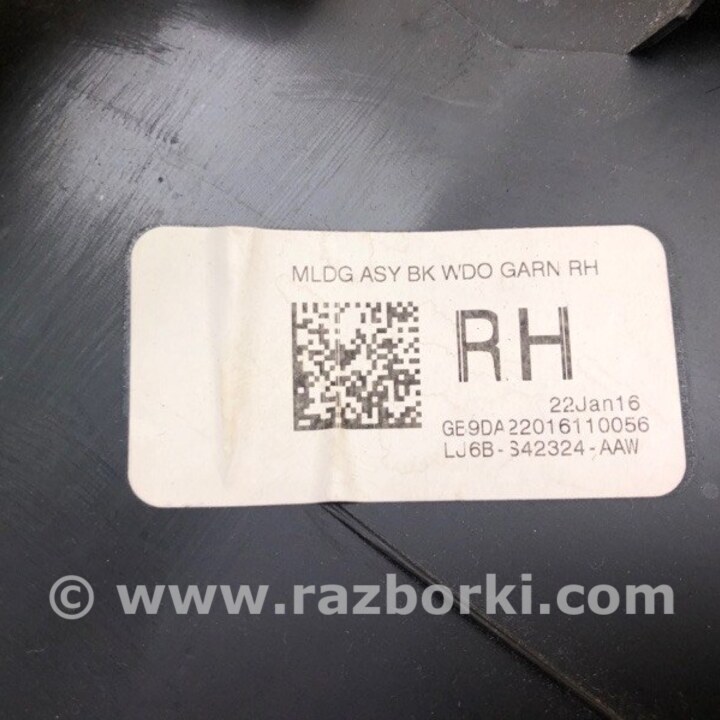 MLDG ASY BK WDO GARN RH
RH
22Jan16
GE9DA22016110056
LJ6B-S42324-AAW
© www.razborki.com